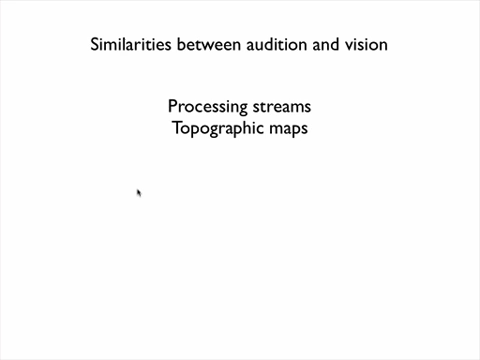 Similarities between audition and vision
Processing streams
Topographic maps